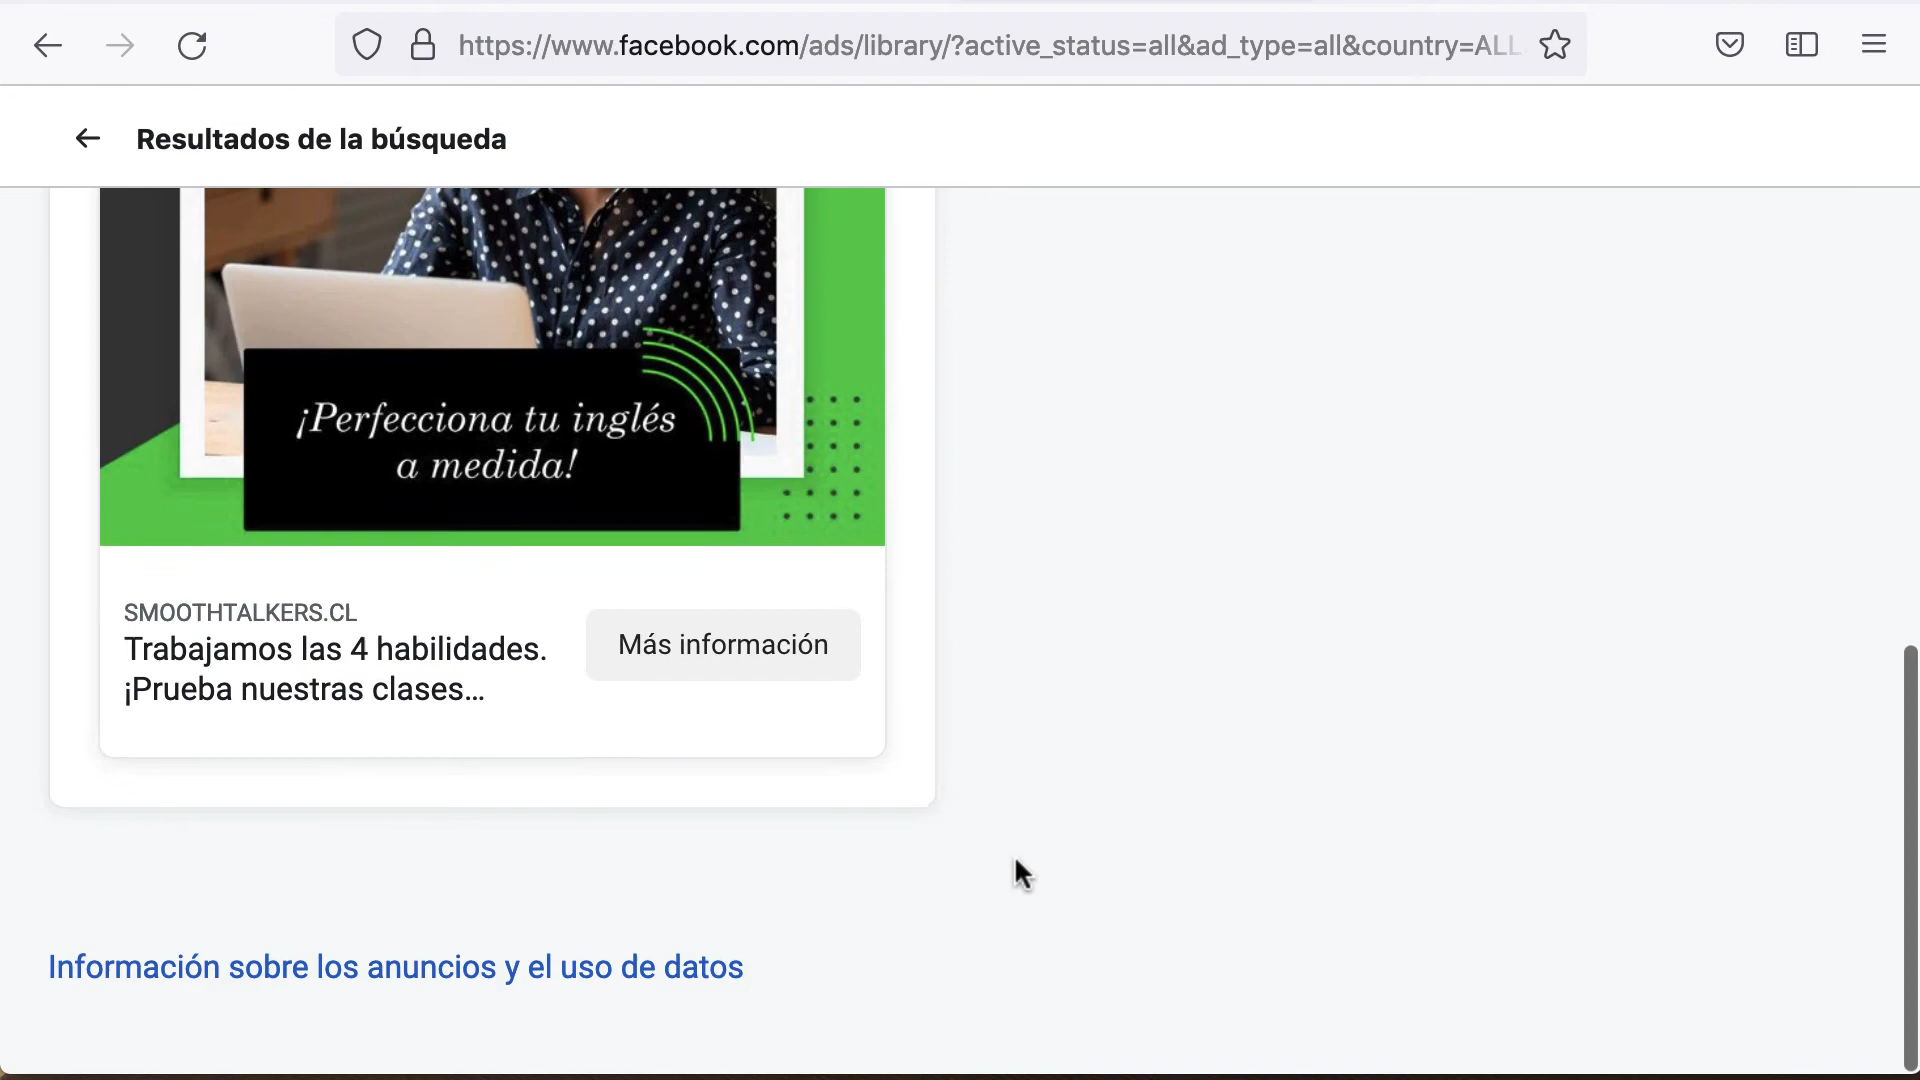 https://www.facebook.com/ads/library/?active_status=all&ad_type=all&country=ALL
Resultados de la búsqueda
¡Perfecciona tu inglés
a medida!
SMOOTHTALKERS.CL
Trabajamos las 4 habilidades.
¡Prueba nuestras clases...
Más información
Información sobre los anuncios y el uso de datos